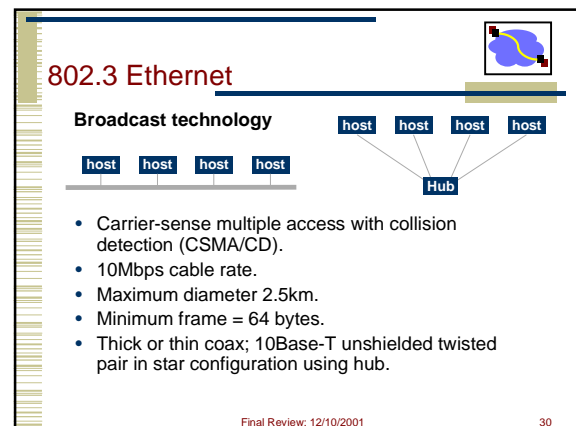 802.3 Ethernet
Broadcast technology
host host host host
host host host host
Hub
• Carrier-sense multiple access with collision
detection (CSMA/CD).
• 10Mbps cable rate.
• Maximum diameter 2.5km.
• Minimum frame = 64 bytes.
• Thick or thin coax; 10Base-T unshielded twisted
pair in star configuration using hub.
Final Review: 12/10/2001 30